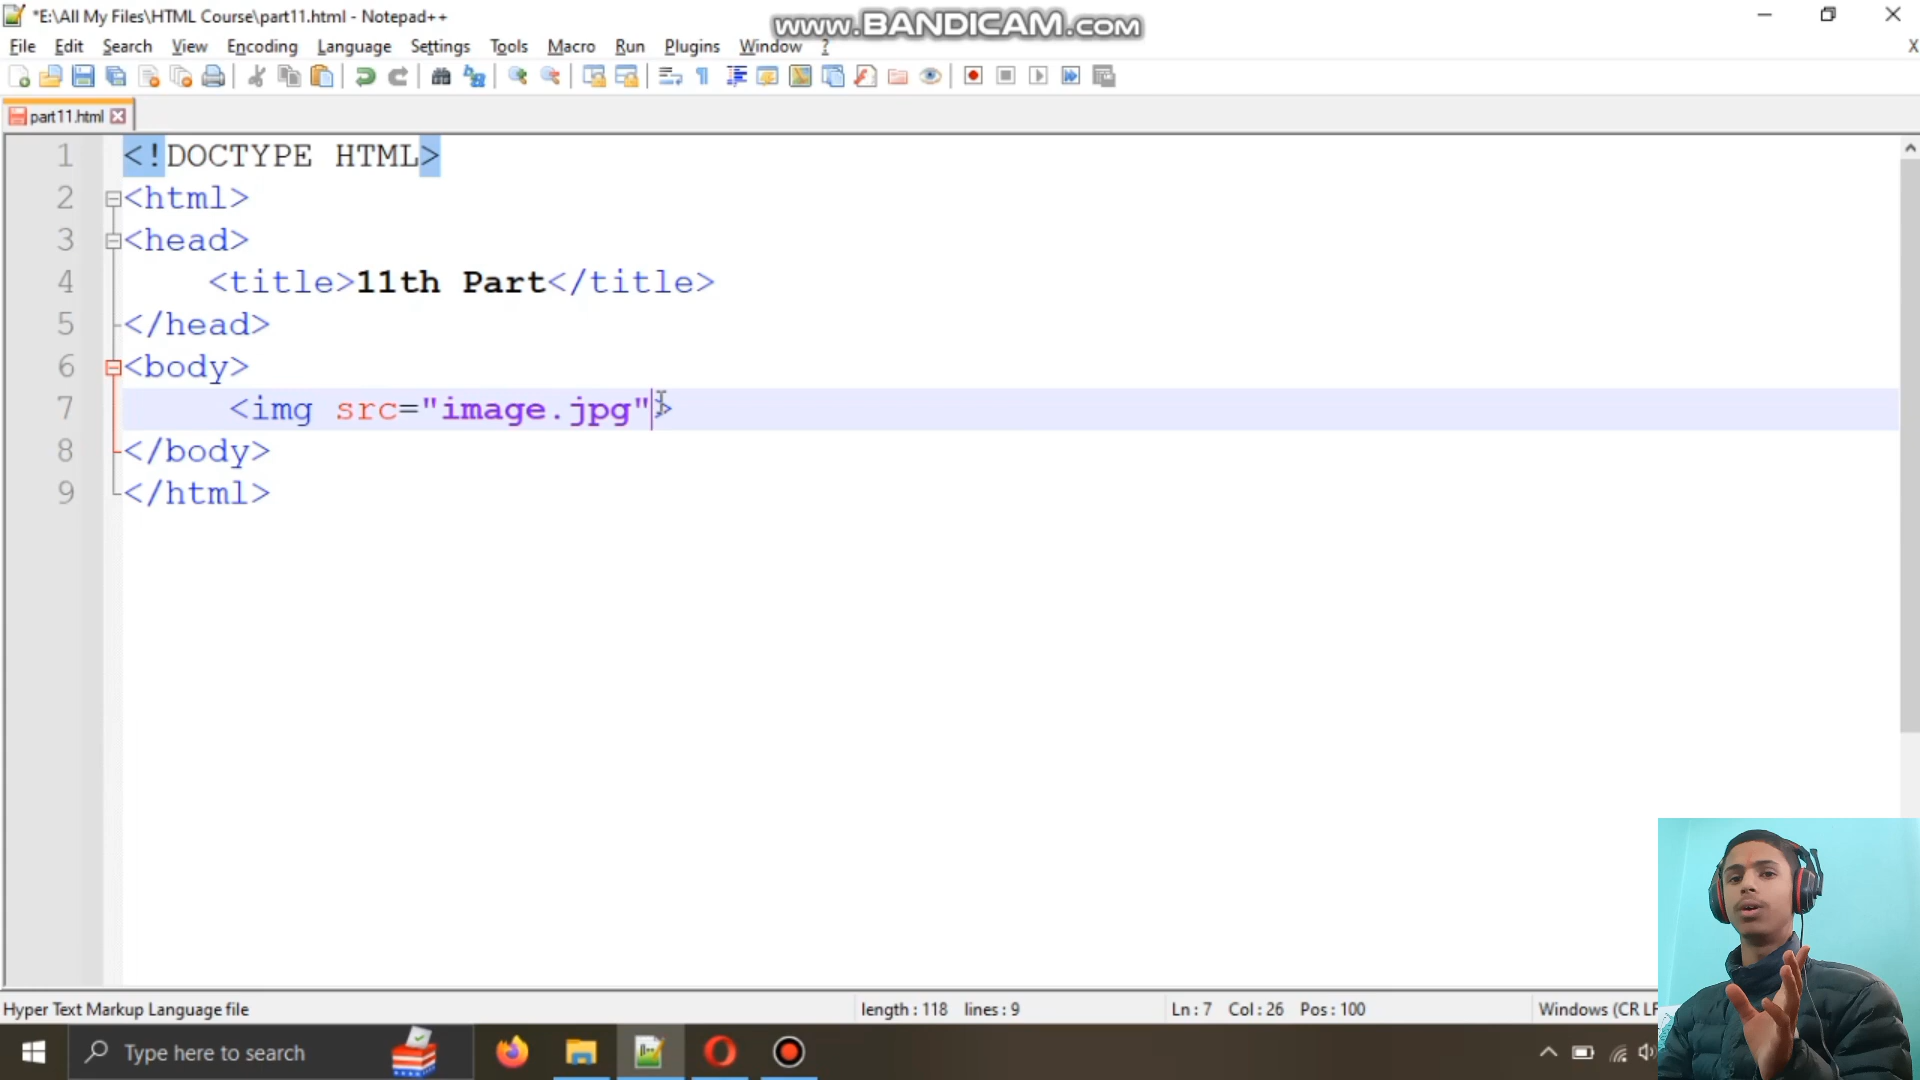 *E:\All My Files\HTML Course\part11.html - Notepad++
www.BANDICAM.com
File Edit Search View Encoding Language Settings Tools Macro Run Plugins Window ?
X
part11.html
1 <!DOCTYPE HTML>
2 <html>
3 <head>
4 <title>11th Part</title>
5 </head>
6 <body>
7 <img src="image.jpg">
8 </body>
9 </html>
Hyper Text Markup Language file length : 118 lines : 9 Ln : 7 Col : 26 Pos : 100 Windows (CR LF
Type here to search